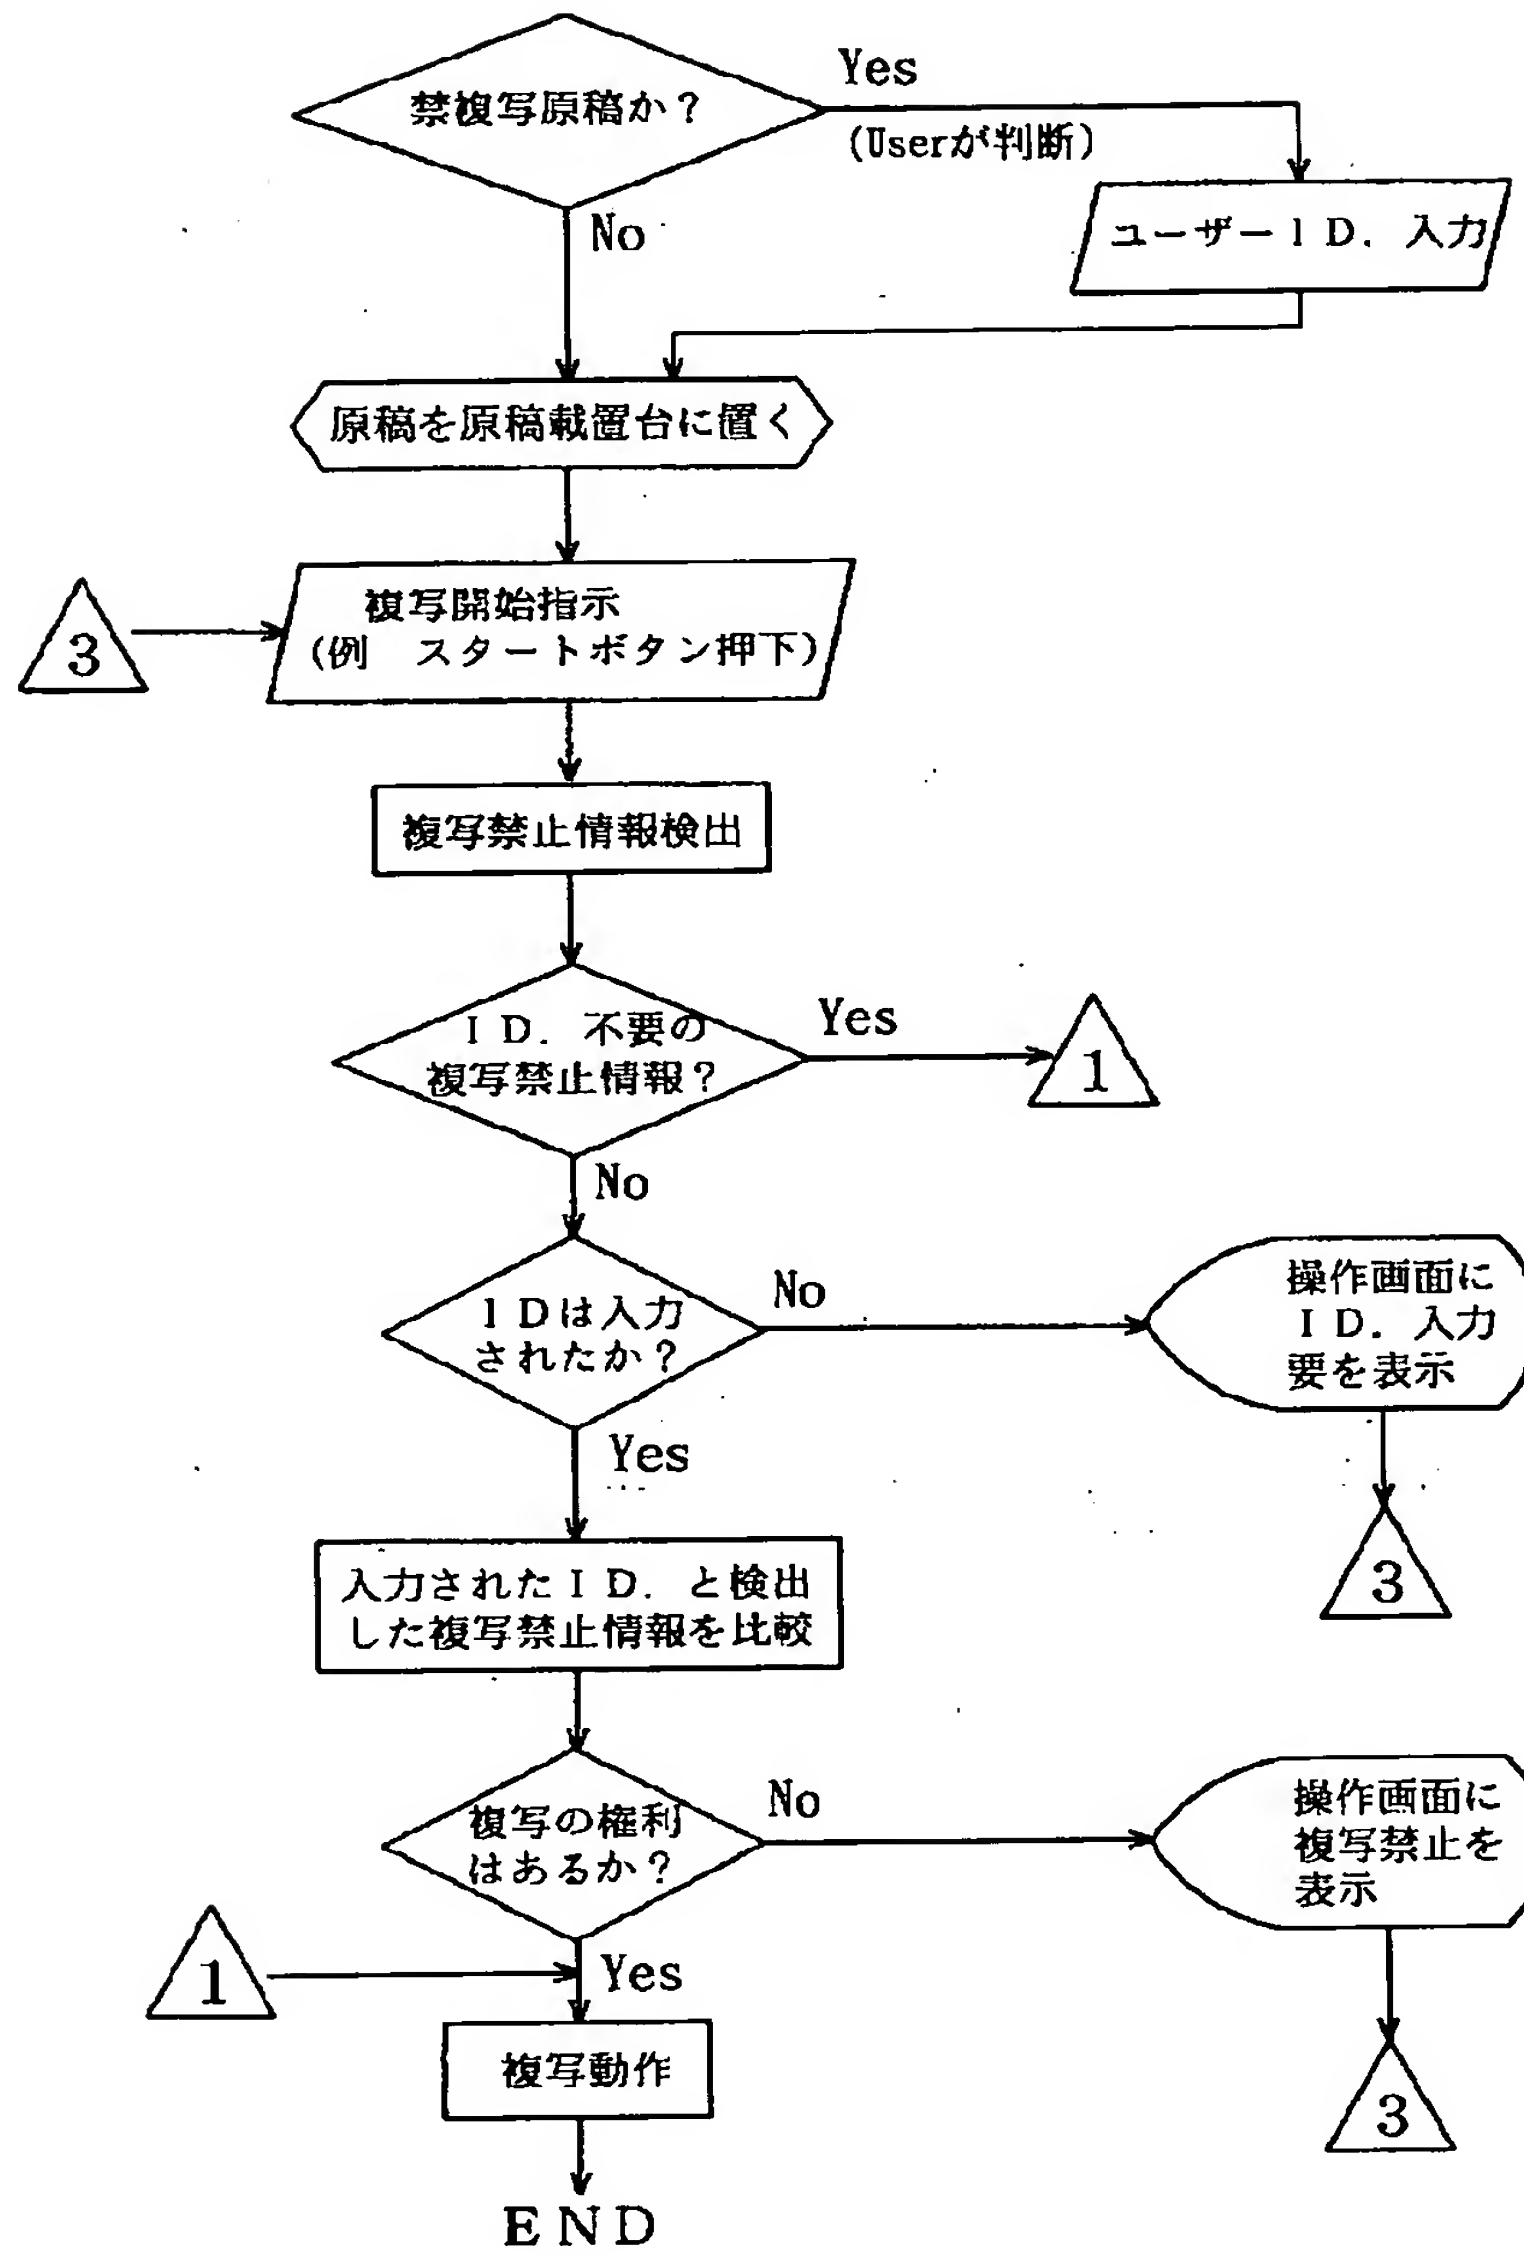 禁複写原稿か？
Yes
(Userが判断)
No
ユーザーＩＤ．入力
原稿を原稿載置台に置く
複写開始指示
(例　スタートボタン押下)
3
複写禁止情報検出
ＩＤ．不要の
複写禁止情報？
Yes
1
No
ＩＤは入力
されたか？
No
操作画面に
ＩＤ．入力
要を表示
Yes
3
入力されたＩＤ．と検出
した複写禁止情報を比較
複写の権利
はあるか？
No
操作画面に
複写禁止を
表示
1
Yes
複写動作
3
ＥＮＤ